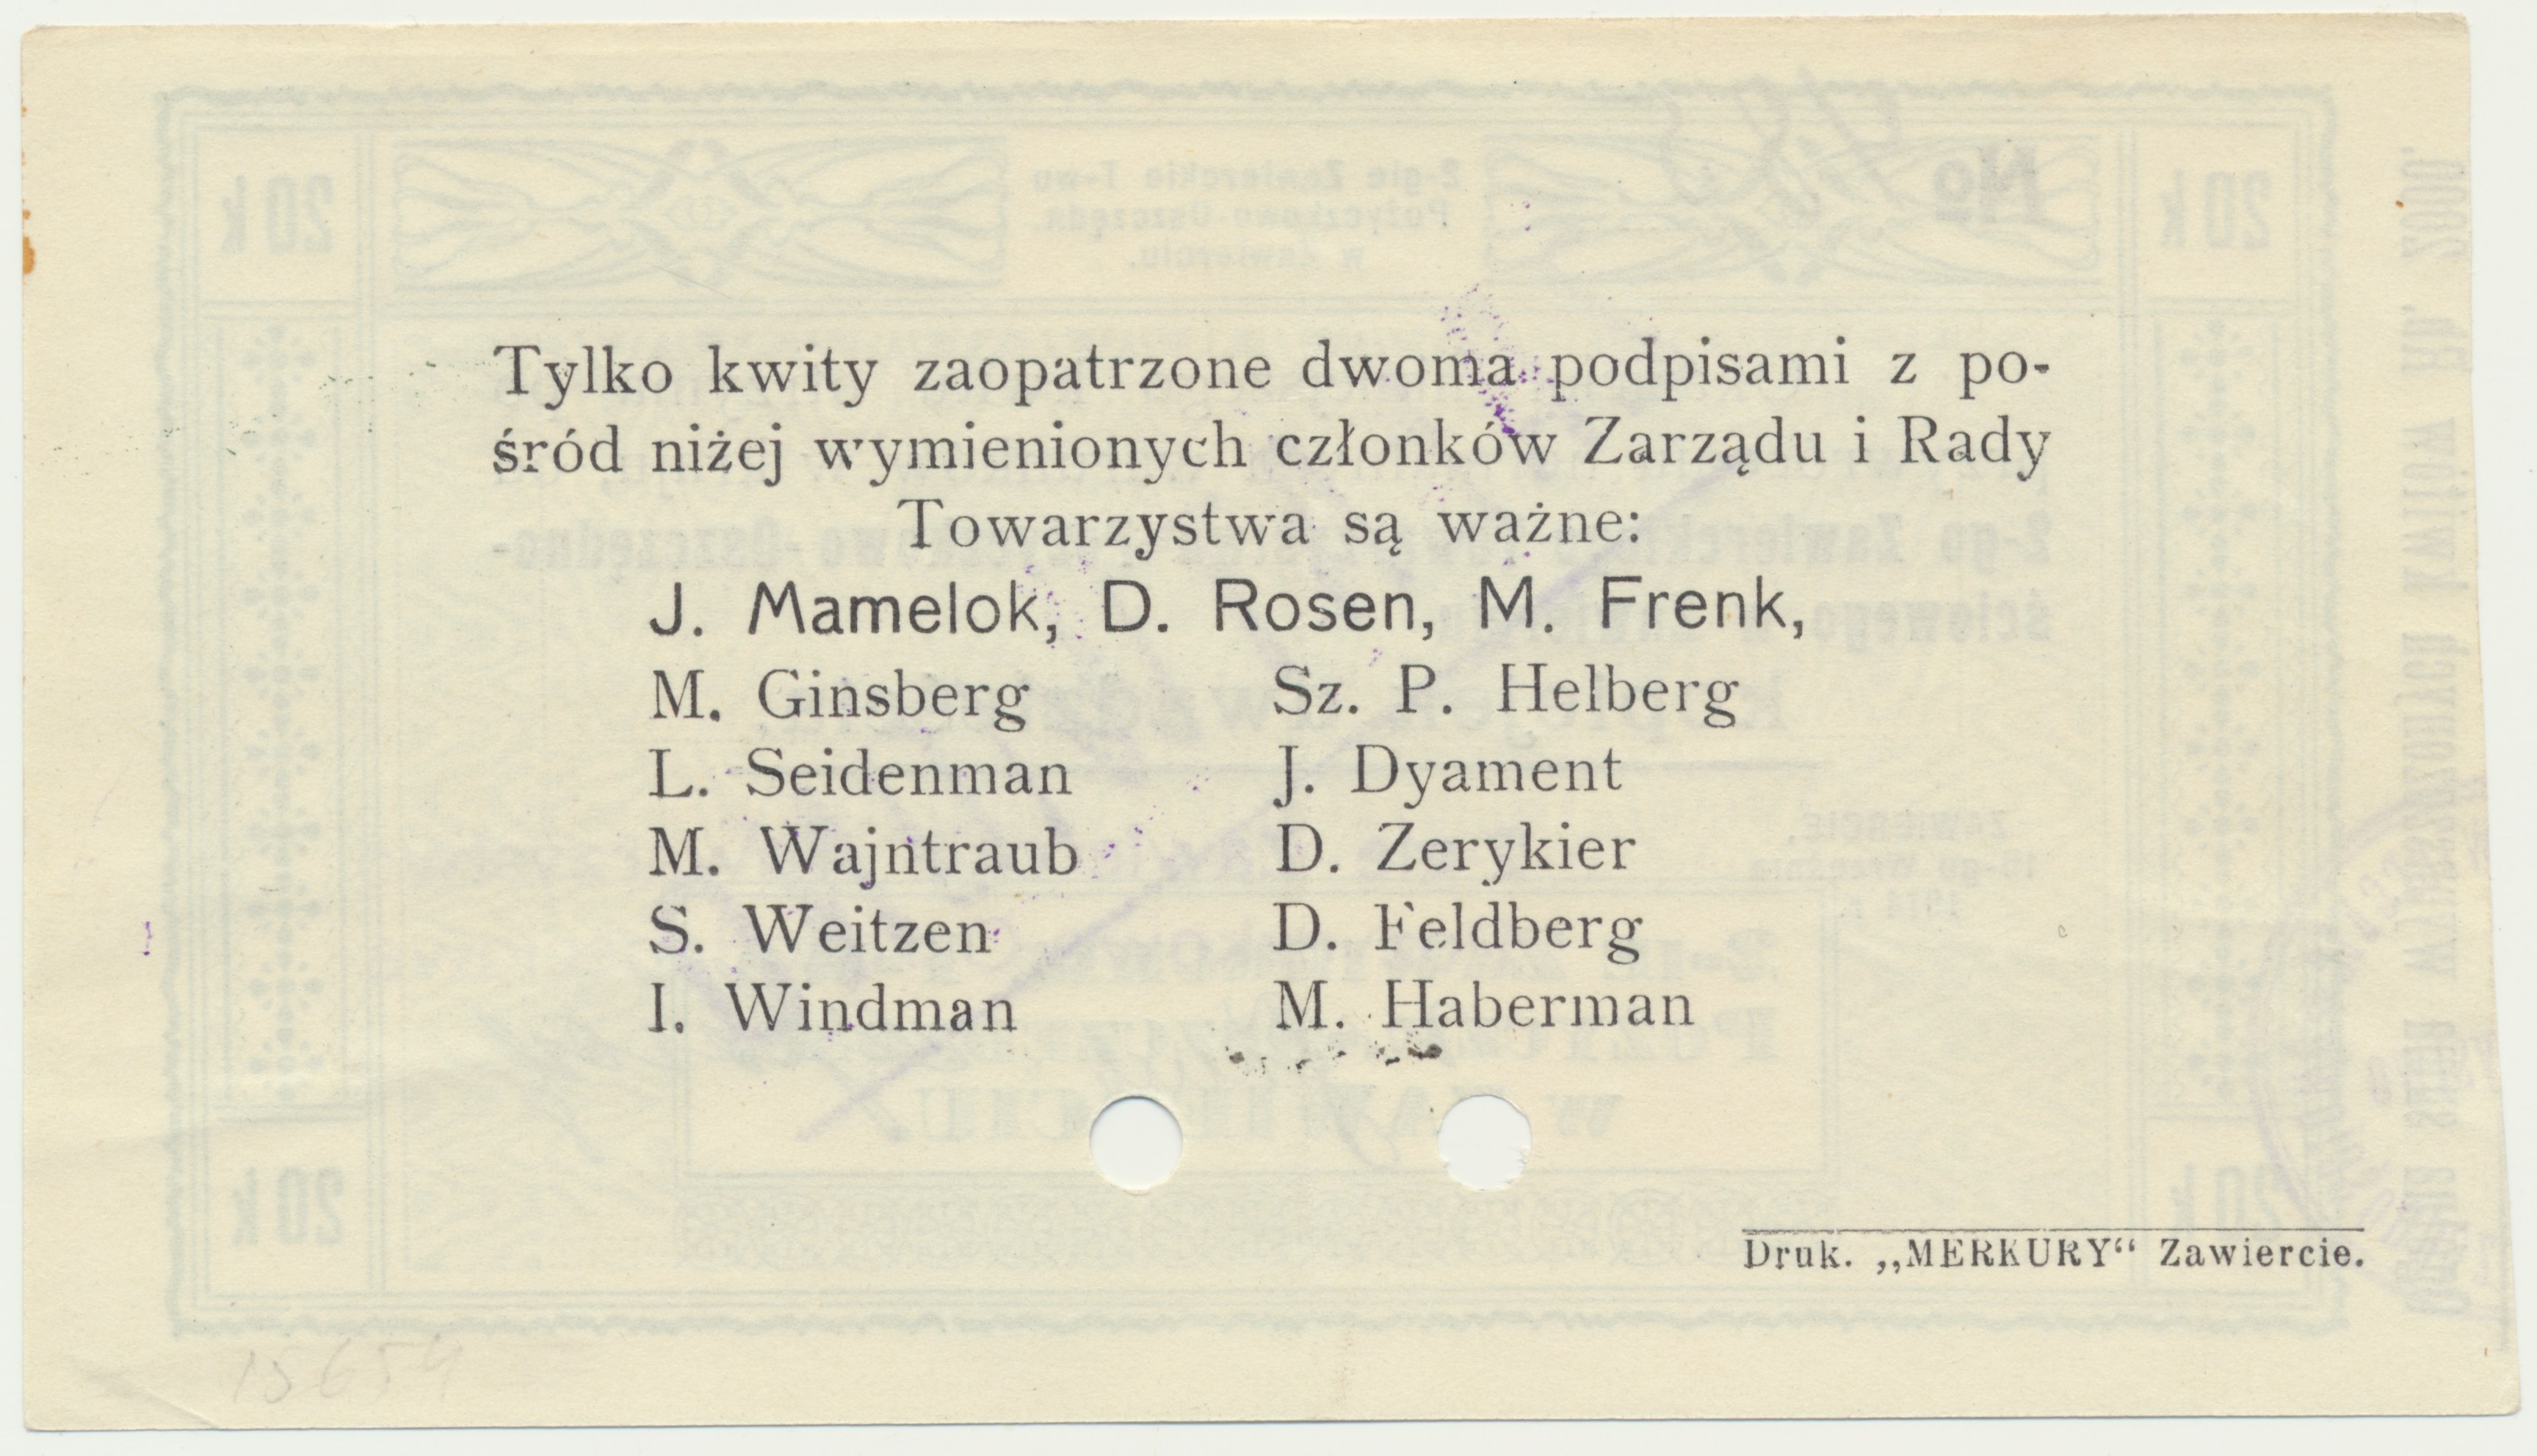 Tylko kwity zaopatrzone dwoma podpisami z po-
śród niżej wymienionych członków Zarządu i Rady
Towarzystwa są ważne:
J. Mamelok, D. Rosen, M. Frenk,
M. Ginsberg Sz. P. Helberg
L. Seidenman J. Dyament
M. Wajntraub D. Zerykier
S. Weitzen D. Feldberg
I. Windman M. Haberman
Druk. „MERKURY“ Zawiercie.
15654